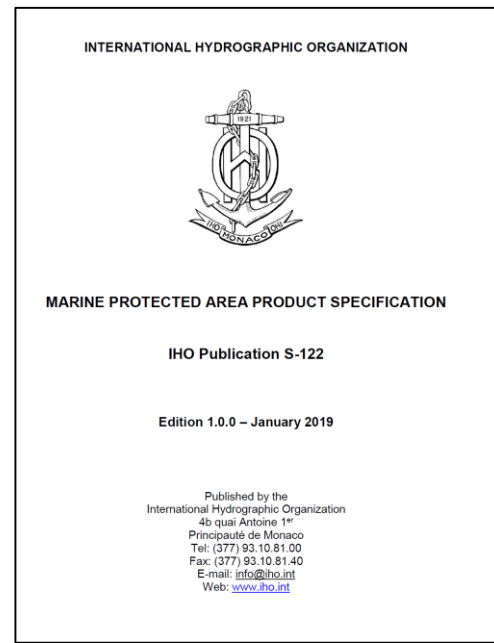 INTERNATIONAL HYDROGRAPHIC ORGANIZATION
1921
IHO MONACO OHI
MARINE PROTECTED AREA PRODUCT SPECIFICATION
IHO Publication S-122
Edition 1.0.0 – January 2019
Published by the
International Hydrographic Organization
4b quai Antoine 1er
Principauté de Monaco
Tel: (377) 93.10.81.00
Fax: (377) 93.10.81.40
E-mail: info@iho.int
Web: www.iho.int